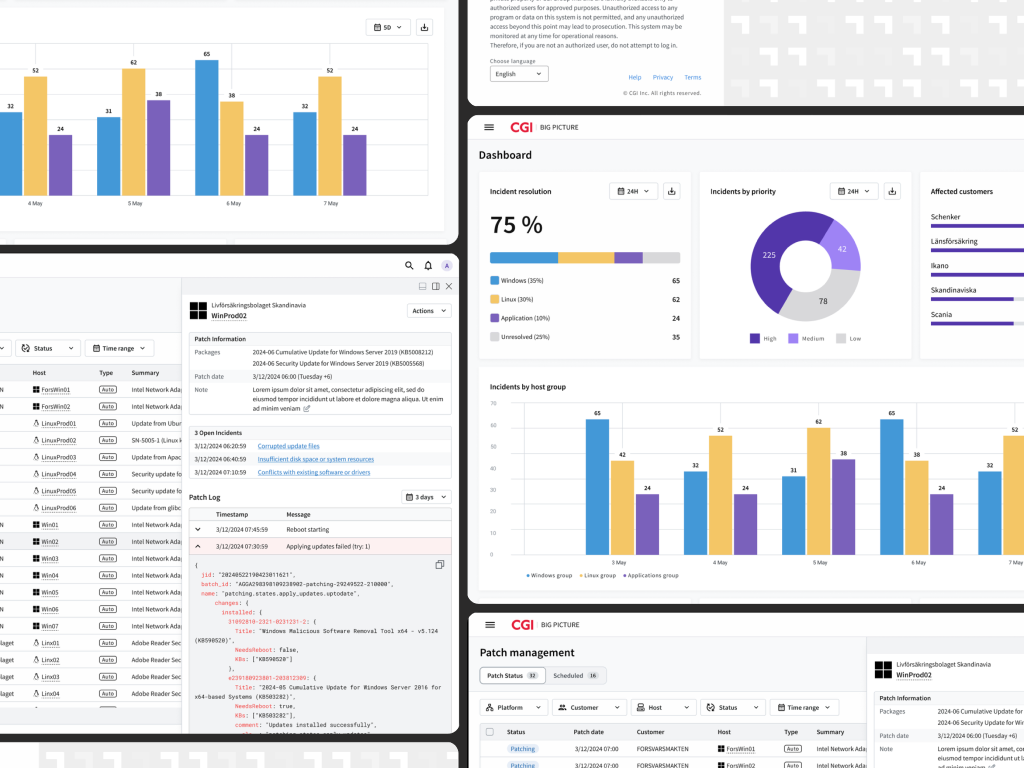 5D
65
62
52
52
38
38
32
31
32
24
24
24
4 May
5 May
6 May
7 May
authorized users for approved purposes. Unauthorized access to any
program or data on this system is not permitted, and any unauthorized
access beyond this point may lead to prosecution. This system may be
monitored at any time for operational reasons.
Therefore, if you are not an authorized user, do not attempt to log in.
Choose language
English
Help Privacy Terms
© CGI Inc. All rights reserved.
A
Livförsäkringsbolaget Skandinavia
WinProd02
Actions
Patch Information
Packages
2024-06 Cumulative Update for Windows Server 2019 (KB5008212)
2024-06 Security Update for Windows Server 2019 (KB5005568)
Patch date 3/12/2024 06:00 (Tuesday +6)
Note Lorem ipsum dolor sit amet, consectetur adipiscing elit, sed do
eiusmod tempor incididunt ut labore et dolore magna aliqua. Ut enim
ad minim veniam
3 Open Incidents
3/12/2024 06:20:59 Corrupted update files
3/12/2024 06:40:59 Insufficient disk space or system resources
3/12/2024 07:10:59 Conflicts with existing software or drivers
Patch Log
3 days
Timestamp Message
3/12/2024 07:45:59 Reboot starting
3/12/2024 07:30:59 Applying updates failed (try: 1)
{
jid: "20240522190423011621",
batch_id: "AGGA298398109238902-patching-29249522-210000",
name: "patching.states.apply_updates.uptodate",
changes: {
installed: {
31092810-2321-0231231-2: {
Title: "Windows Malicious Software Removal Tool x64 - v5.124
(KB590520)",
NeedsReboot: false,
KBs: ["KB590520"]
},
e239180923801-283812309: {
Title: "2024-05 Cumulative Update for Windows Server 2016 for
x64-based Systems (KB503282)",
NeedsReboot: true,
KBs: ["KB503282"],
comment: "Updates installed successfully",
Status
Time range
Host Type Summary
N ForsWin01 Auto Intel Network Ada
N ForsWin02 Auto Intel Network Ada
LinuxProd01 Auto Update from Ubun
LinuxProd02 Auto SN-5005-1 (Linux k
LinuxProd03 Auto Update from Apac
LinuxProd04 Auto Security update fo
LinuxProd05 Auto Security update fo
LinuxProd06 Auto Update from glibc
N Win01 Auto Intel Network Ada
N Win02 Auto Intel Network Ada
N Win03 Auto Intel Network Ada
N Win04 Auto Intel Network Ada
N Win05 Auto Intel Network Ada
N Win06 Auto Intel Network Ada
N Win07 Auto Intel Network Ada
laget Linx01 Auto Adobe Reader Sec
laget Linx02 Auto Adobe Reader Sec
laget Linx03 Auto Adobe Reader Sec
laget Linx04 Auto Adobe Reader Sec
CGI BIG PICTURE
Dashboard
Incident resolution
24H
75 %
Windows (35%) 65
Linux (30%) 62
Application (10%) 24
Unresolved (25%) 35
Incidents by priority
24H
225
42
78
High Medium Low
Affected customers
Schenker
Länsförsäkring
Ikano
Skandinaviska
Scania
Incidents by host group
70
60
50
40
30
20
10
0
65
42
24
32
52
24
31
62
38
65
38
24
32
52
3 May
4 May
5 May
6 May
7 May
Windows group Linux group Applications group
CGI BIG PICTURE
Patch management
Patch Status 32
Scheduled 16
Platform
Customer
Host
Status
Time range
Status Patch date Customer Host Type Summary
Patching 3/12/2024 07:00 FORSVARSMAKTEN ForsWin01 Auto Intel Network Ada
Patching 3/12/2024 07:00 FORSVARSMAKTEN ForsWin02 Auto Intel Network Ada
Livförsäkringsbolaget Skandinavia
WinProd02
Patch Information
Packages
2024-06 Cumulative Update for
2024-06 Security Update for Win
Patch date 3/12/2024 06:00 (Tuesday +6)
Note Lorem ipsum dolor sit amet, con
eiusmod tempor incididunt ut la